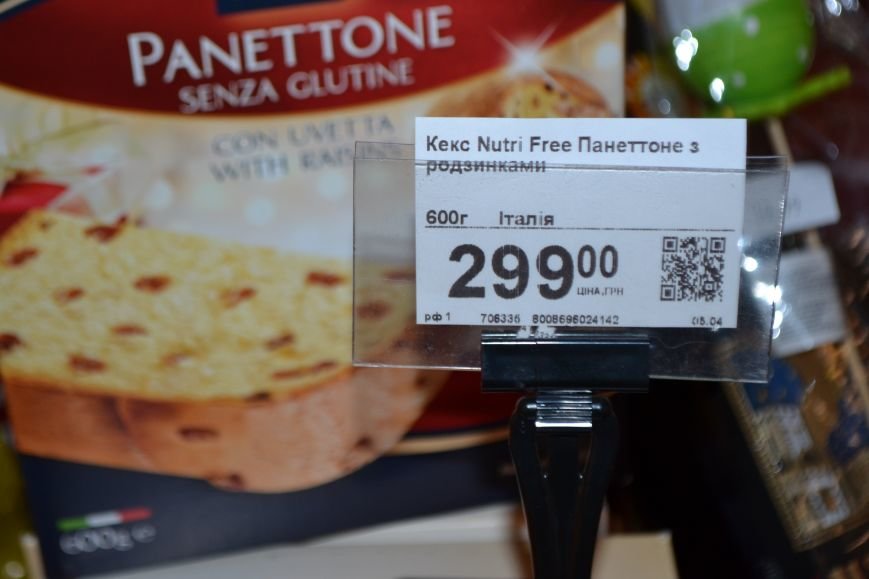 PANETTONE
SENZA GLUTINE
CON UVETTA
WITH RAISINS
Кекс Nutri Free Панеттоне з
родзинками
600г Італія
299 00
ЦІНА,ГРН
рф 1 706336 8008696024142 05.04
600g e